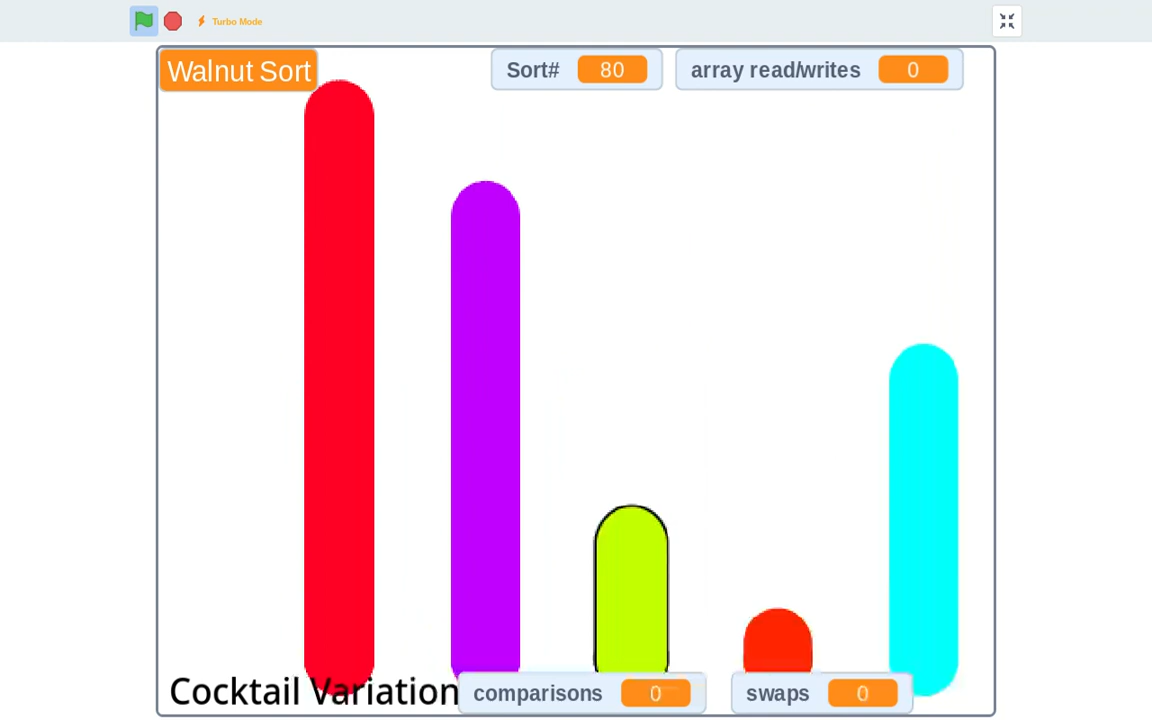 Turbo Mode
Walnut Sort
Sort# 80
array read/writes 0
Cocktail Variation
comparisons 0
swaps 0